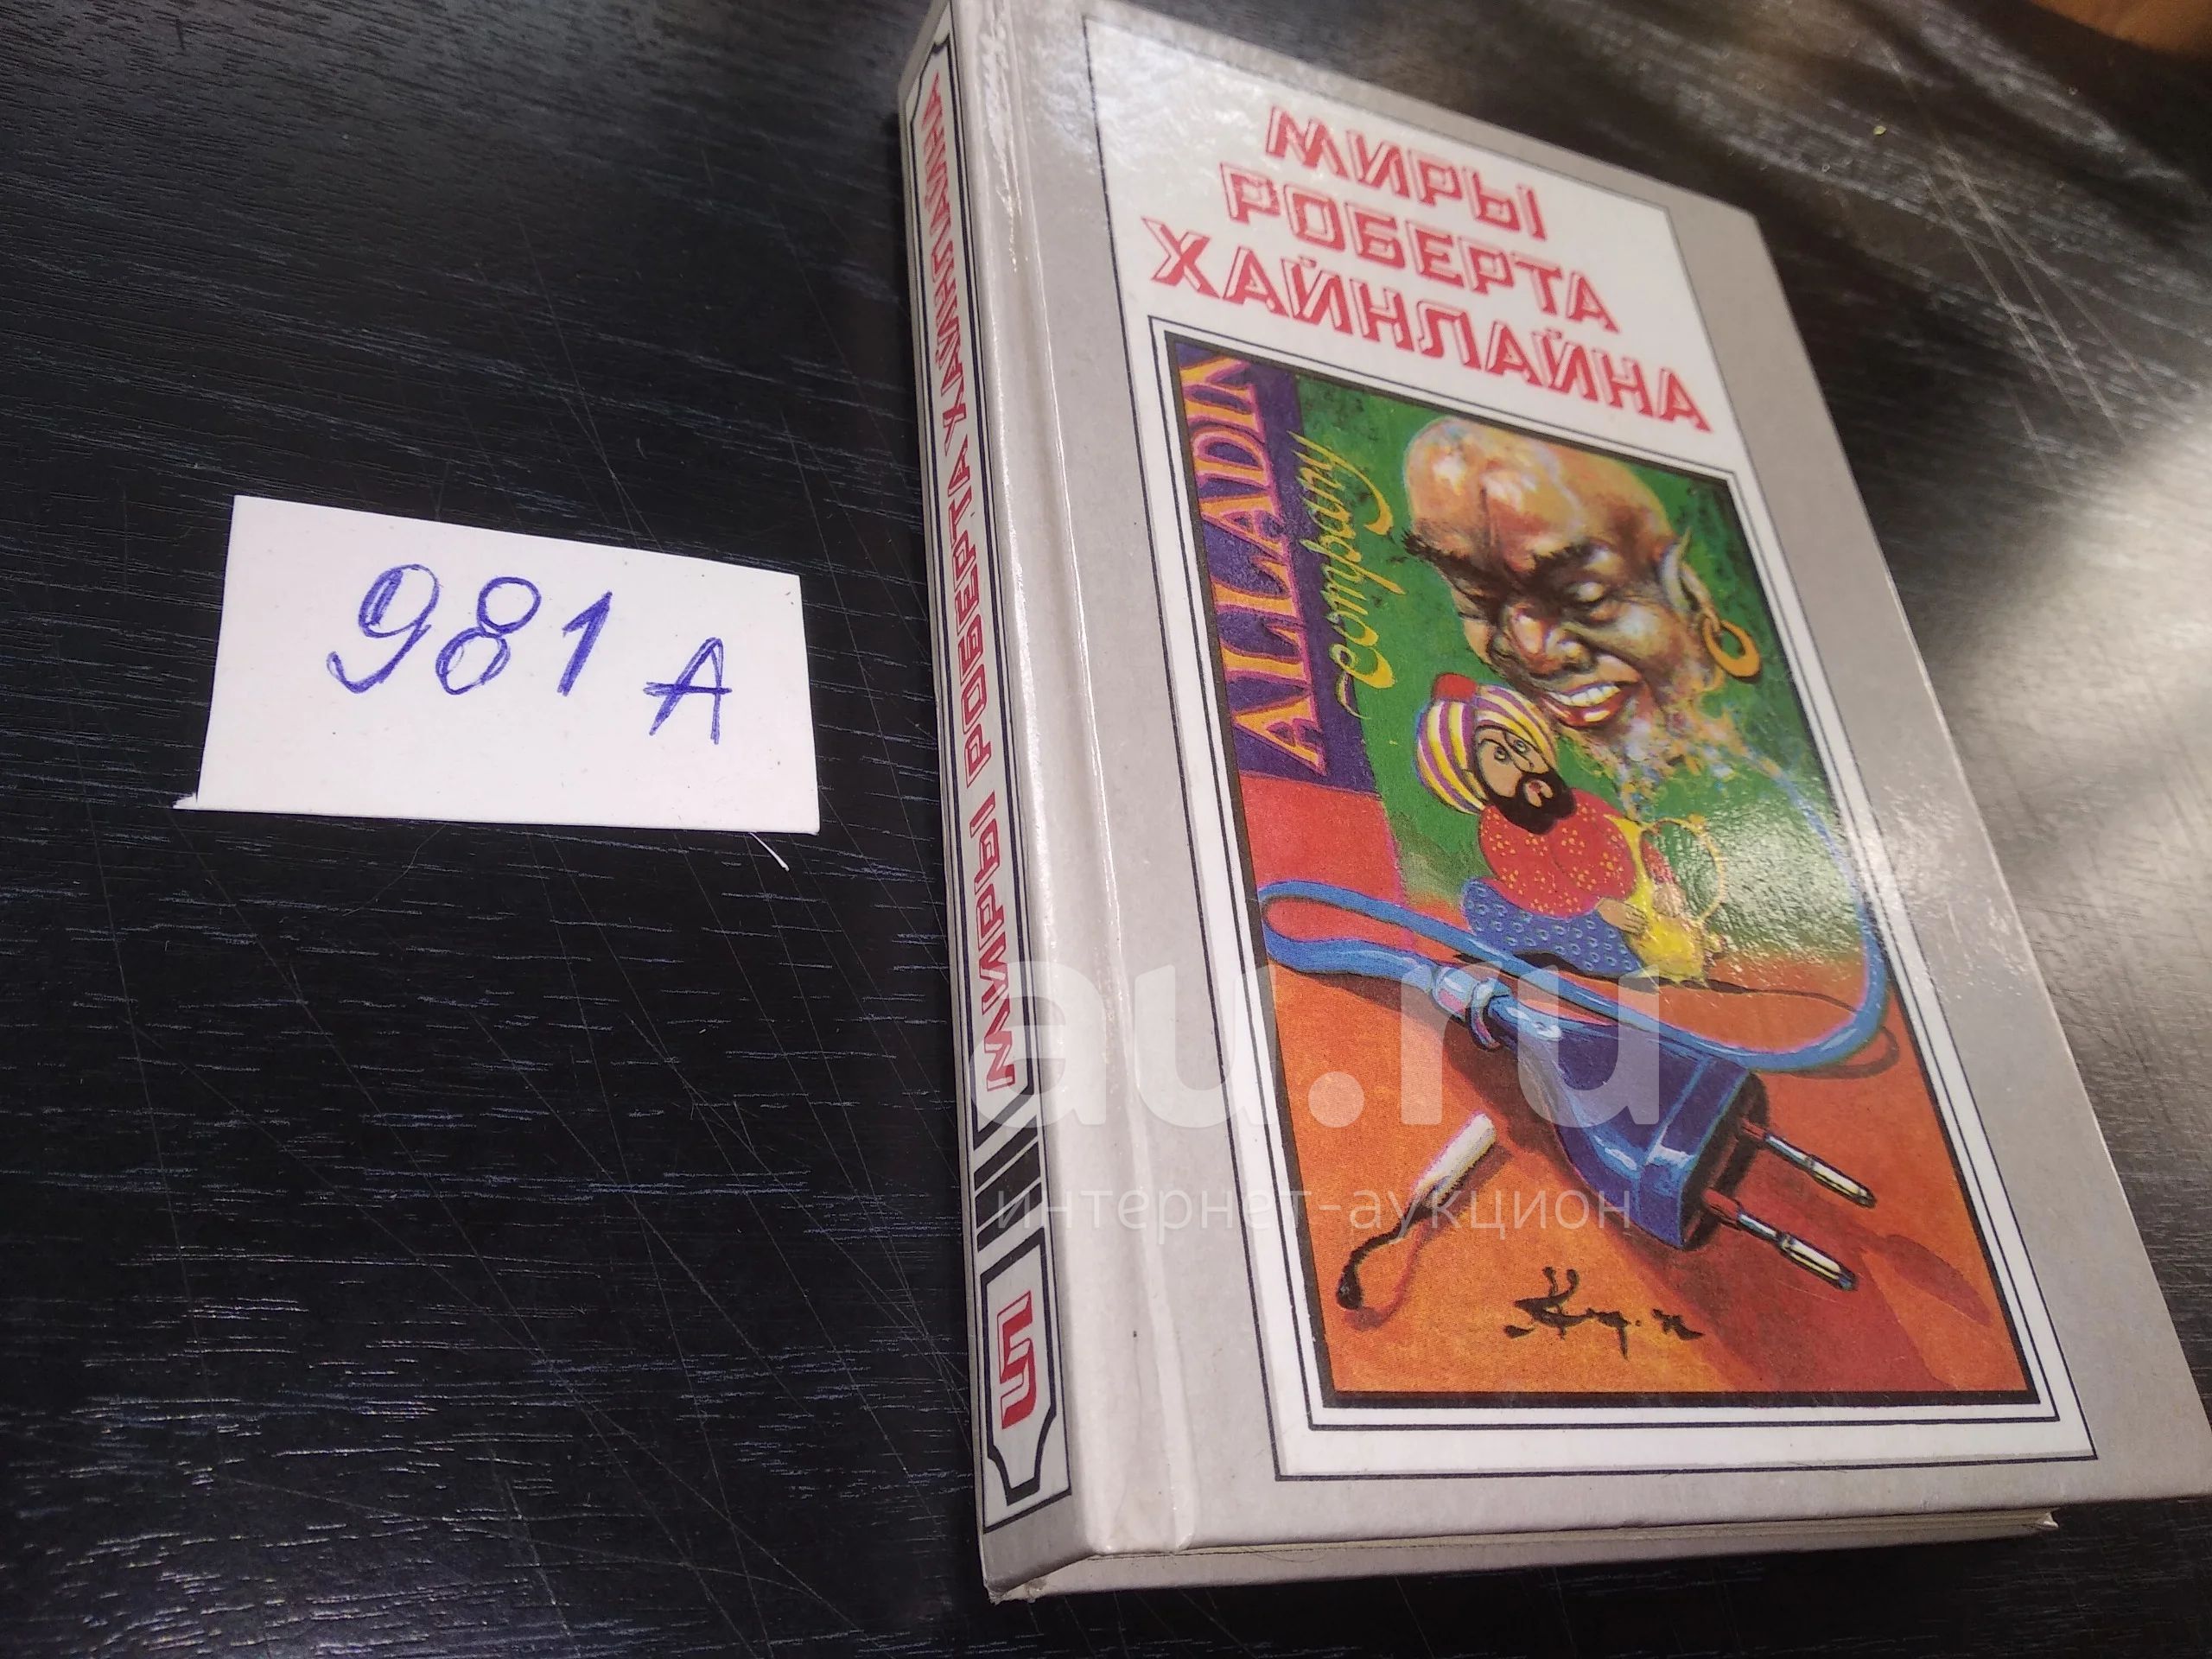 981 А
МИРЫ РОБЕРТА ХАЙНЛАЙНА
5
МИРЫ
РОБЕРТА
ХАЙНЛАЙНА
ALLADIN
company
au.ru
интернет-аукцион